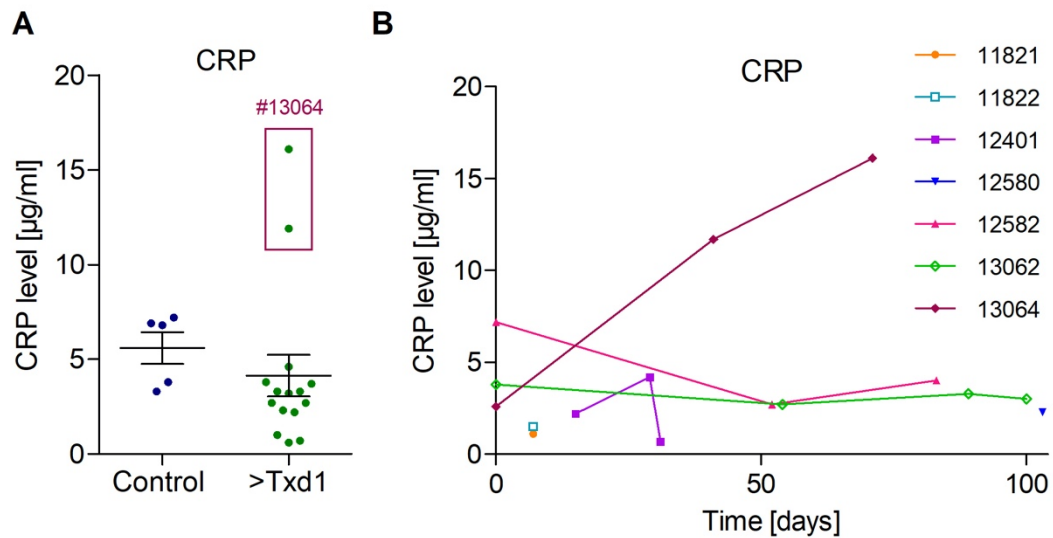 A
CRP
CRP level [µg/ml]
20
15
10
5
0
#13064
Control
>Txd1
B
CRP
CRP level [µg/ml]
20
15
10
5
0
0
50
100
Time [days]
11821
11822
12401
12580
12582
13062
13064